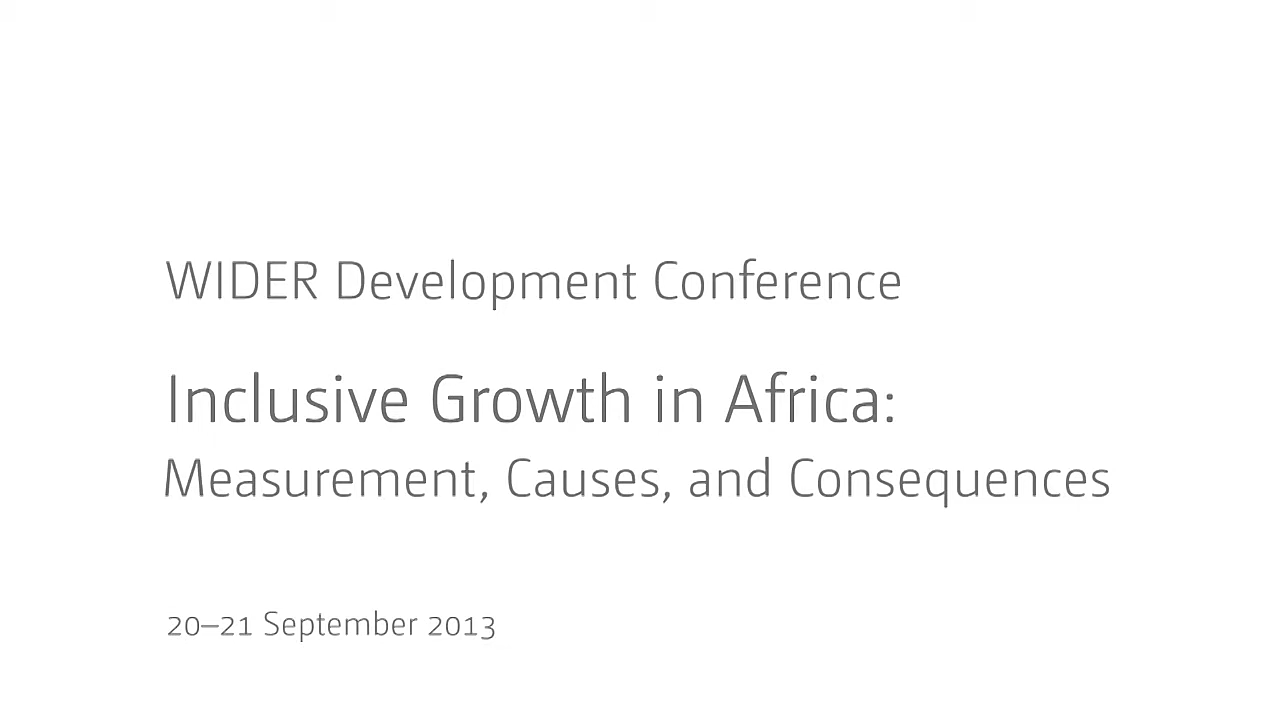 WIDER Development Conference
Inclusive Growth in Africa:
Measurement, Causes, and Consequences
20–21 September 2013